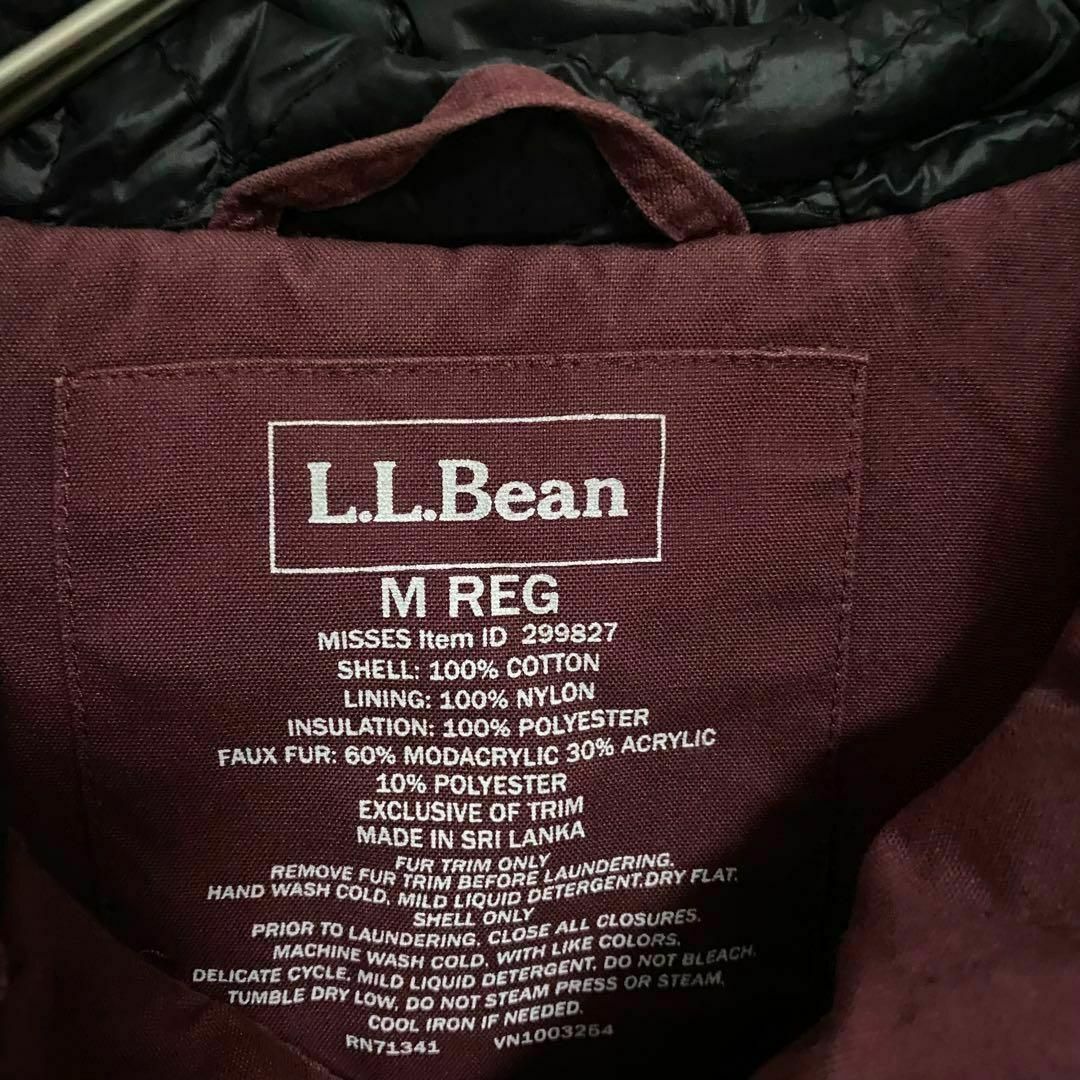 L.L.Bean
M REG
MISSES Item ID 299827
SHELL: 100% COTTON
LINING: 100% NYLON
INSULATION: 100% POLYESTER
FAUX FUR: 60% MODACRYLIC 30% ACRYLIC
10% POLYESTER
EXCLUSIVE OF TRIM
MADE IN SRI LANKA
FUR TRIM ONLY
REMOVE FUR TRIM BEFORE LAUNDERING.
HAND WASH COLD, MILD LIQUID DETERGENT.DRY FLAT.
SHELL ONLY
PRIOR TO LAUNDERING, CLOSE ALL CLOSURES.
MACHINE WASH COLD, WITH LIKE COLORS.
DELICATE CYCLE, MILD LIQUID DETERGENT, DO NOT BLEACH,
TUMBLE DRY LOW, DO NOT STEAM PRESS OR STEAM,
COOL IRON IF NEEDED.
RN71341 VN1003264